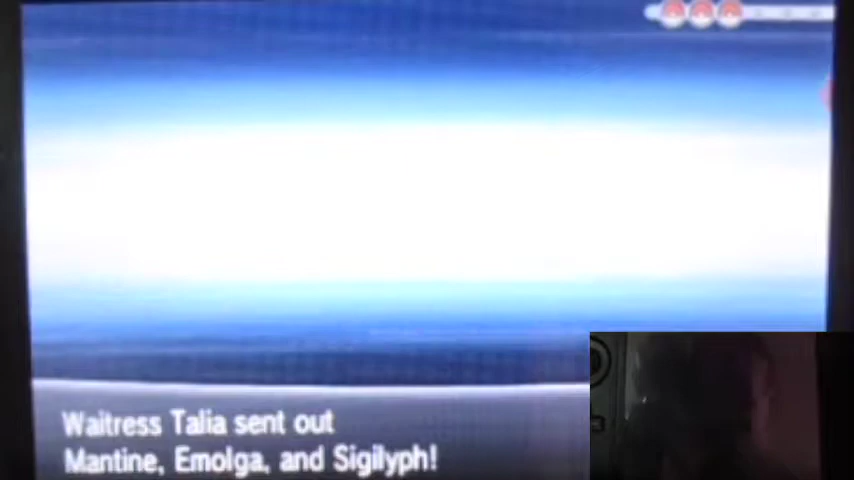 Waitress Talia sent out
Mantine, Emolga, and Sigilyph!